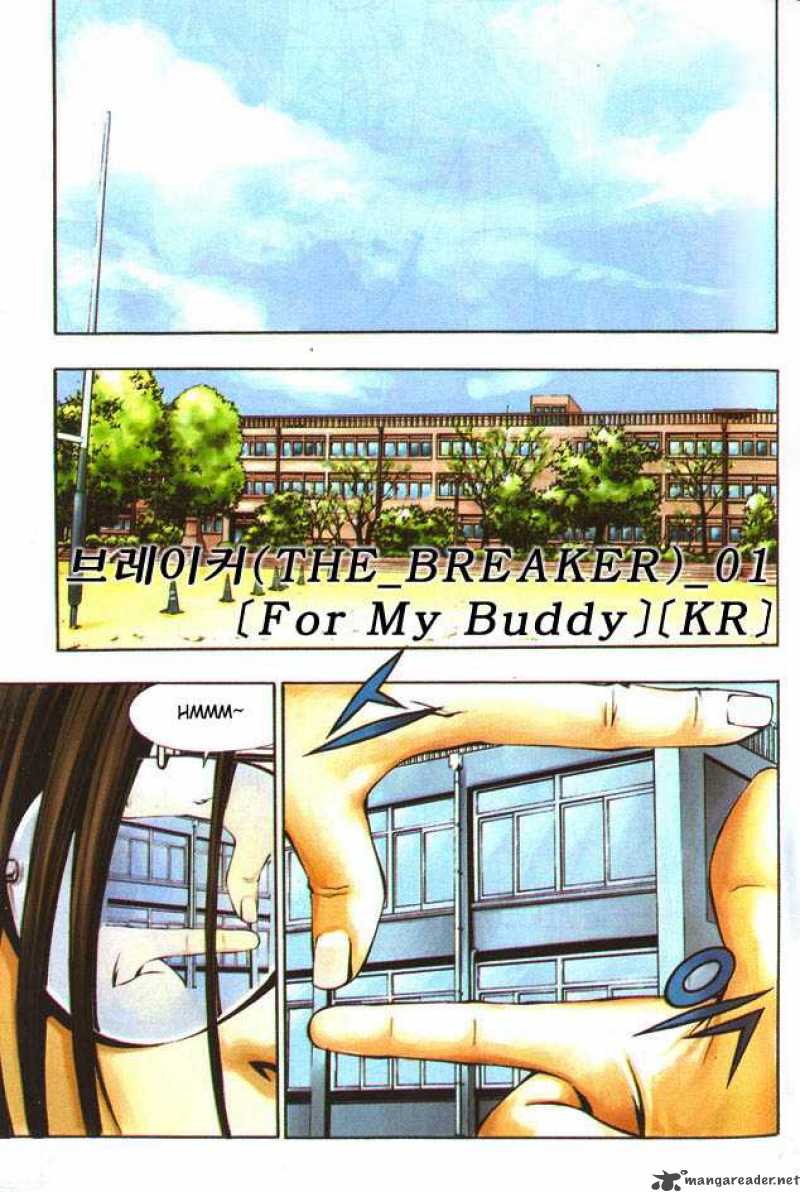 브레이커(THE_BREAKER)_01
〔For My Buddy〕〔KR〕
HMMM~
mangareader.net